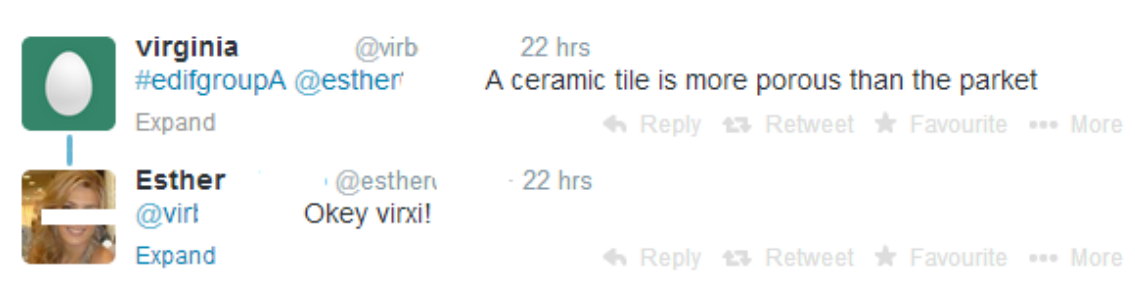 virginia @virb 22 hrs
#edifgroupA @esther A ceramic tile is more porous than the parket
Expand Reply Retweet Favourite More
Esther @esther · 22 hrs
@virb Okey virxi!
Expand Reply Retweet Favourite More